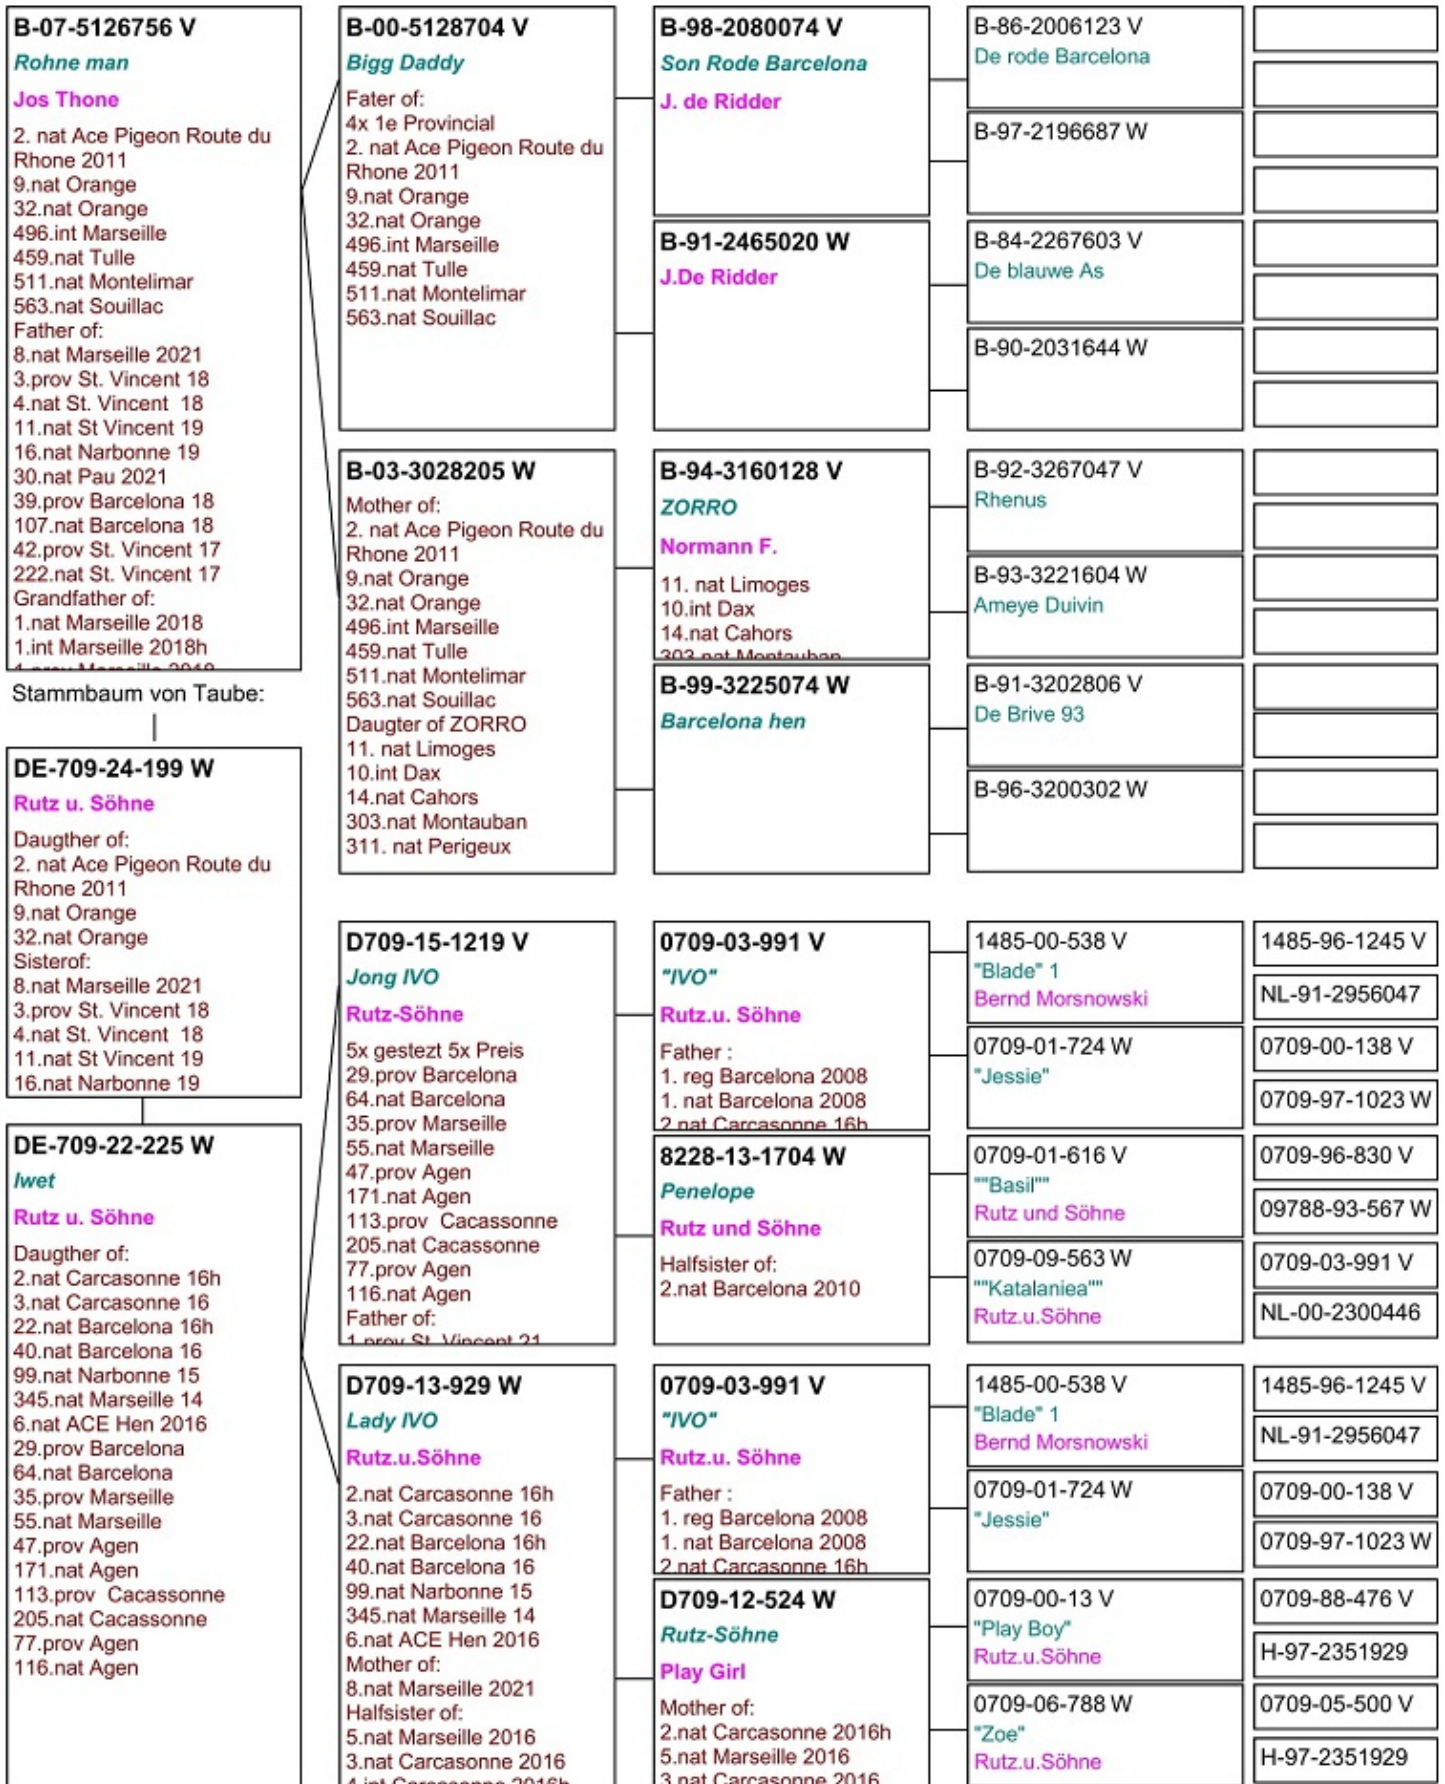 B-07-5126756 V
Rohne man
Jos Thone
2. nat Ace Pigeon Route du
Rhone 2011
9.nat Orange
32.nat Orange
496.int Marseille
459.nat Tulle
511.nat Montelimar
563.nat Souillac
Father of:
8.nat Marseille 2021
3.prov St. Vincent 18
4.nat St. Vincent  18
11.nat St Vincent 19
16.nat Narbonne 19
30.nat Pau 2021
39.prov Barcelona 18
107.nat Barcelona 18
42.prov St. Vincent 17
222.nat St. Vincent 17
Grandfather of:
1.nat Marseille 2018
1.int Marseille 2018h
1.prov Marseille 2018
Stammbaum von Taube:
DE-709-24-199 W
Rutz u. Söhne
Daugther of:
2. nat Ace Pigeon Route du
Rhone 2011
9.nat Orange
32.nat Orange
Sisterof:
8.nat Marseille 2021
3.prov St. Vincent 18
4.nat St. Vincent  18
11.nat St Vincent 19
16.nat Narbonne 19
DE-709-22-225 W
Iwet
Rutz u. Söhne
Daugther of:
2.nat Carcasonne 16h
3.nat Carcasonne 16
22.nat Barcelona 16h
40.nat Barcelona 16
99.nat Narbonne 15
345.nat Marseille 14
6.nat ACE Hen 2016
29.prov Barcelona
64.nat Barcelona
35.prov Marseille
55.nat Marseille
47.prov Agen
171.nat Agen
113.prov  Cacassonne
205.nat Cacassonne
77.prov Agen
116.nat Agen
B-00-5128704 V
Bigg Daddy
Fater of:
4x 1e Provincial
2. nat Ace Pigeon Route du
Rhone 2011
9.nat Orange
32.nat Orange
496.int Marseille
459.nat Tulle
511.nat Montelimar
563.nat Souillac
B-03-3028205 W
Mother of:
2. nat Ace Pigeon Route du
Rhone 2011
9.nat Orange
32.nat Orange
496.int Marseille
459.nat Tulle
511.nat Montelimar
563.nat Souillac
Daugter of ZORRO
11. nat Limoges
10.int Dax
14.nat Cahors
303.nat Montauban
311. nat Perigeux
D709-15-1219 V
Jong IVO
Rutz-Söhne
5x gestezt 5x Preis
29.prov Barcelona
64.nat Barcelona
35.prov Marseille
55.nat Marseille
47.prov Agen
171.nat Agen
113.prov  Cacassonne
205.nat Cacassonne
77.prov Agen
116.nat Agen
Father of:
1.prov St. Vincent 21
D709-13-929 W
Lady IVO
Rutz.u.Söhne
2.nat Carcasonne 16h
3.nat Carcasonne 16
22.nat Barcelona 16h
40.nat Barcelona 16
99.nat Narbonne 15
345.nat Marseille 14
6.nat ACE Hen 2016
Mother of:
8.nat Marseille 2021
Halfsister of:
5.nat Marseille 2016
3.nat Carcasonne 2016
4.int Carcassonne 2016h
B-98-2080074 V
Son Rode Barcelona
J. de Ridder
B-91-2465020 W
J.De Ridder
B-94-3160128 V
ZORRO
Normann F.
11. nat Limoges
10.int Dax
14.nat Cahors
303.nat Montauban
B-99-3225074 W
Barcelona hen
0709-03-991 V
"IVO"
Rutz.u. Söhne
Father :
1. reg Barcelona 2008
1. nat Barcelona 2008
2.nat Carcasonne 16h
8228-13-1704 W
Penelope
Rutz und Söhne
Halfsister of:
2.nat Barcelona 2010
0709-03-991 V
"IVO"
Rutz.u. Söhne
Father :
1. reg Barcelona 2008
1. nat Barcelona 2008
2.nat Carcasonne 16h
D709-12-524 W
Rutz-Söhne
Play Girl
Mother of:
2.nat Carcasonne 2016h
5.nat Marseille 2016
3.nat Carcasonne 2016
B-86-2006123 V
De rode Barcelona
B-97-2196687 W
B-84-2267603 V
De blauwe As
B-90-2031644 W
B-92-3267047 V
Rhenus
B-93-3221604 W
Ameye Duivin
B-91-3202806 V
De Brive 93
B-96-3200302 W
1485-00-538 V
"Blade" 1
Bernd Morsnowski
0709-01-724 W
"Jessie"
0709-01-616 V
""Basil""
Rutz und Söhne
0709-09-563 W
""Katalaniea""
Rutz.u.Söhne
1485-00-538 V
"Blade" 1
Bernd Morsnowski
0709-01-724 W
"Jessie"
0709-00-13 V
"Play Boy"
Rutz.u.Söhne
0709-06-788 W
"Zoe"
Rutz.u.Söhne
1485-96-1245 V
NL-91-2956047
0709-00-138 V
0709-97-1023 W
0709-96-830 V
09788-93-567 W
0709-03-991 V
NL-00-2300446
1485-96-1245 V
NL-91-2956047
0709-00-138 V
0709-97-1023 W
0709-88-476 V
H-97-2351929
0709-05-500 V
H-97-2351929